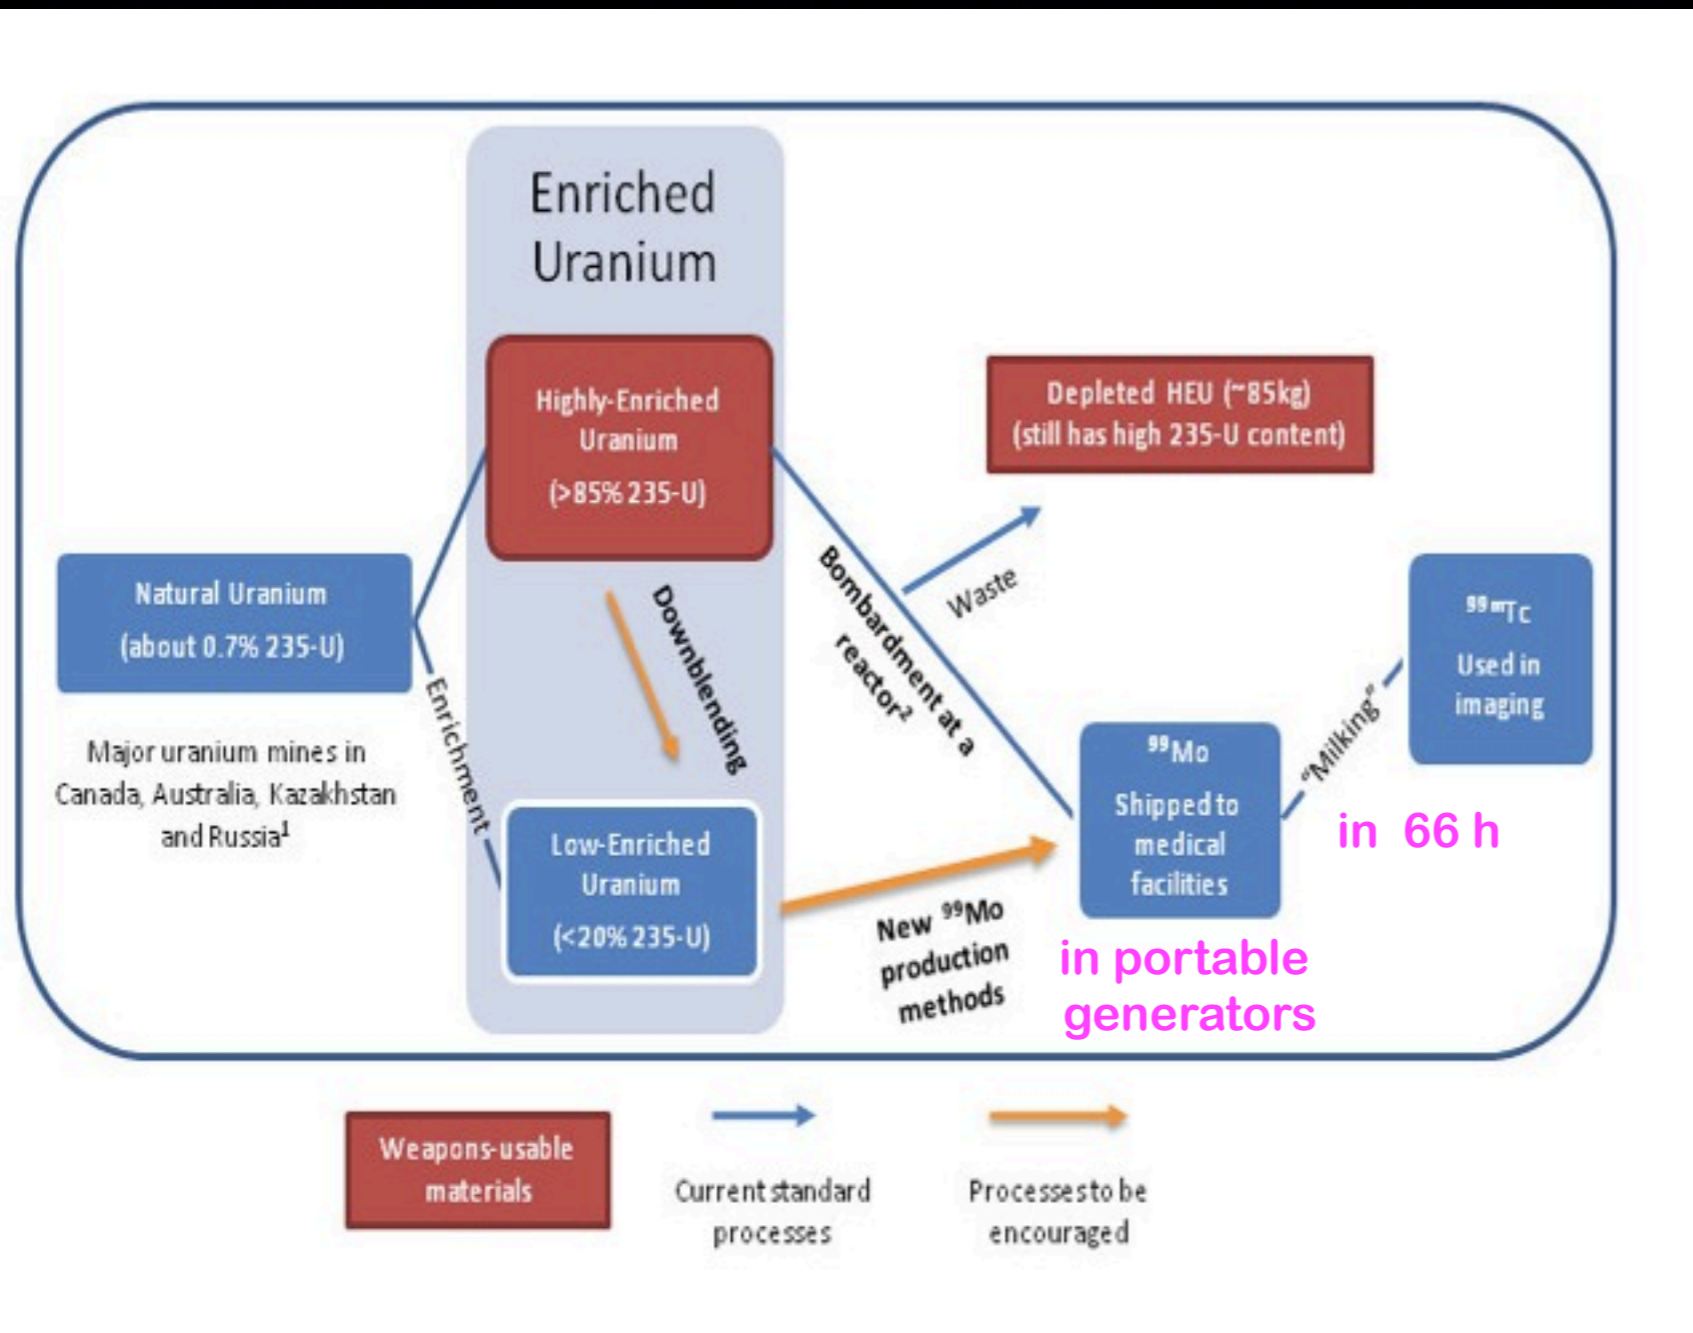 Enriched
Uranium
Highly-Enriched
Uranium
(>85% 235-U)
Depleted HEU (~85kg)
(still has high 235-U content)
Natural Uranium
(about 0.7% 235-U)
Major uranium mines in
Canada, Australia, Kazakhstan
and Russia¹
Enrichment
Downblending
Low-Enriched
Uranium
(<20% 235-U)
Bombardment at a
reactor²
Waste
New ⁹⁹Mo
production
methods
⁹⁹Mo
Shipped to
medical
facilities
in portable
generators
"Milking"
in 66 h
⁹⁹ᵐTc
Used in
imaging
Weapons-usable
materials
Current standard
processes
Processes to be
encouraged